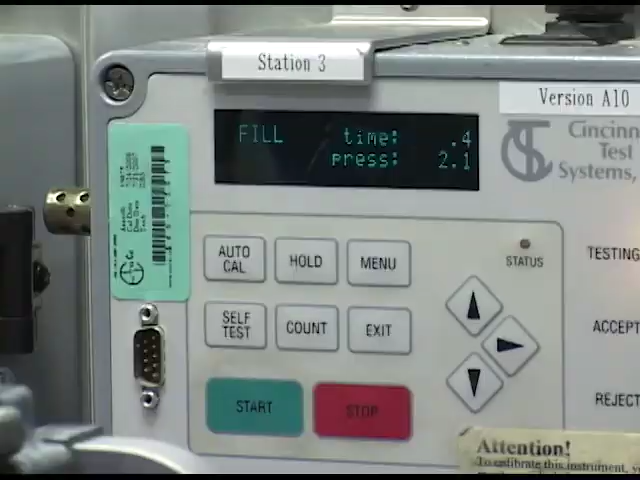 Station 3
Version A10
FILL time: .4
press: 2.1
Cincinn
Test
Systems,
AUTO CAL
HOLD
MENU
STATUS
TESTING
SELF TEST
COUNT
EXIT
ACCEPT
START
STOP
REJECT
Attention!
To calibrate this instrument, y